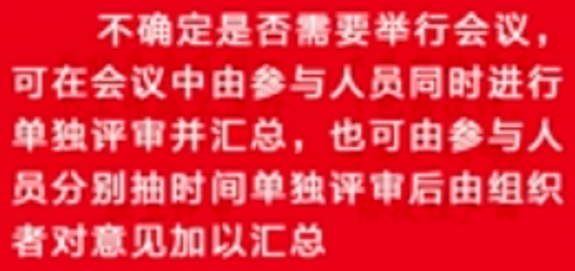 不确定是否需要举行会议，
可在会议中由参与人员同时进行
单独评审并汇总，也可由参与人
员分别抽时间单独评审后由组织
者对意见加以汇总